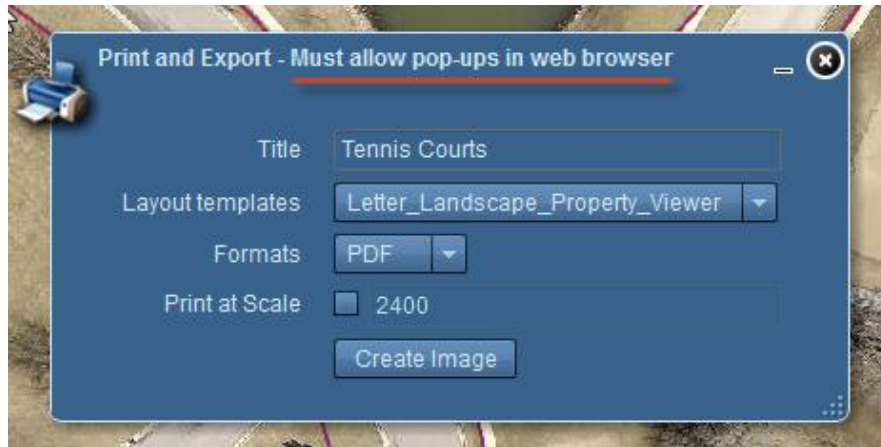 Print and Export - Must allow pop-ups in web browser
Title Tennis Courts
Layout templates Letter_Landscape_Property_Viewer
Formats PDF
Print at Scale 2400
Create Image